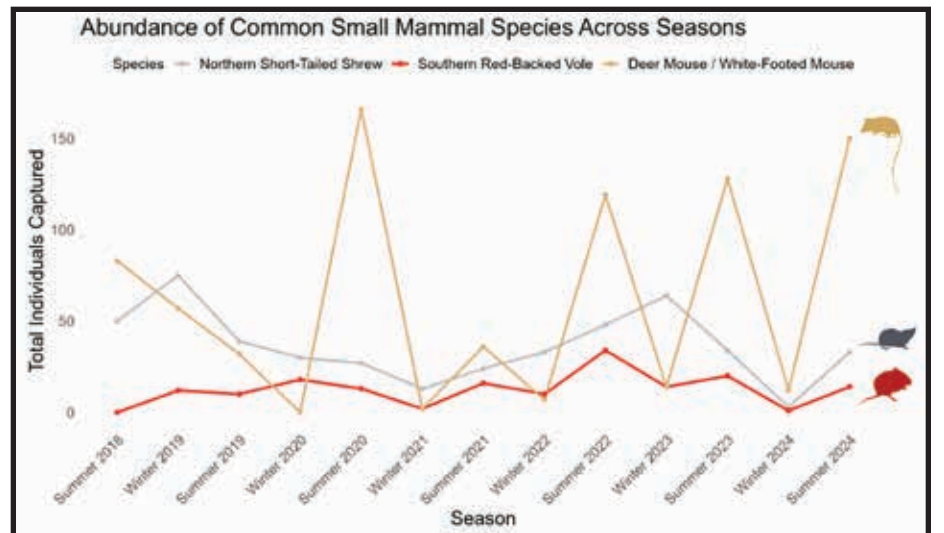 Abundance of Common Small Mammal Species Across Seasons
Species Northern Short-Tailed Shrew Southern Red-Backed Vole Deer Mouse / White-Footed Mouse
Total Individuals Captured
150
100
50
0
Summer 2018
Winter 2019
Summer 2019
Winter 2020
Summer 2020
Winter 2021
Summer 2021
Winter 2022
Summer 2022
Winter 2023
Summer 2023
Winter 2024
Summer 2024
Season